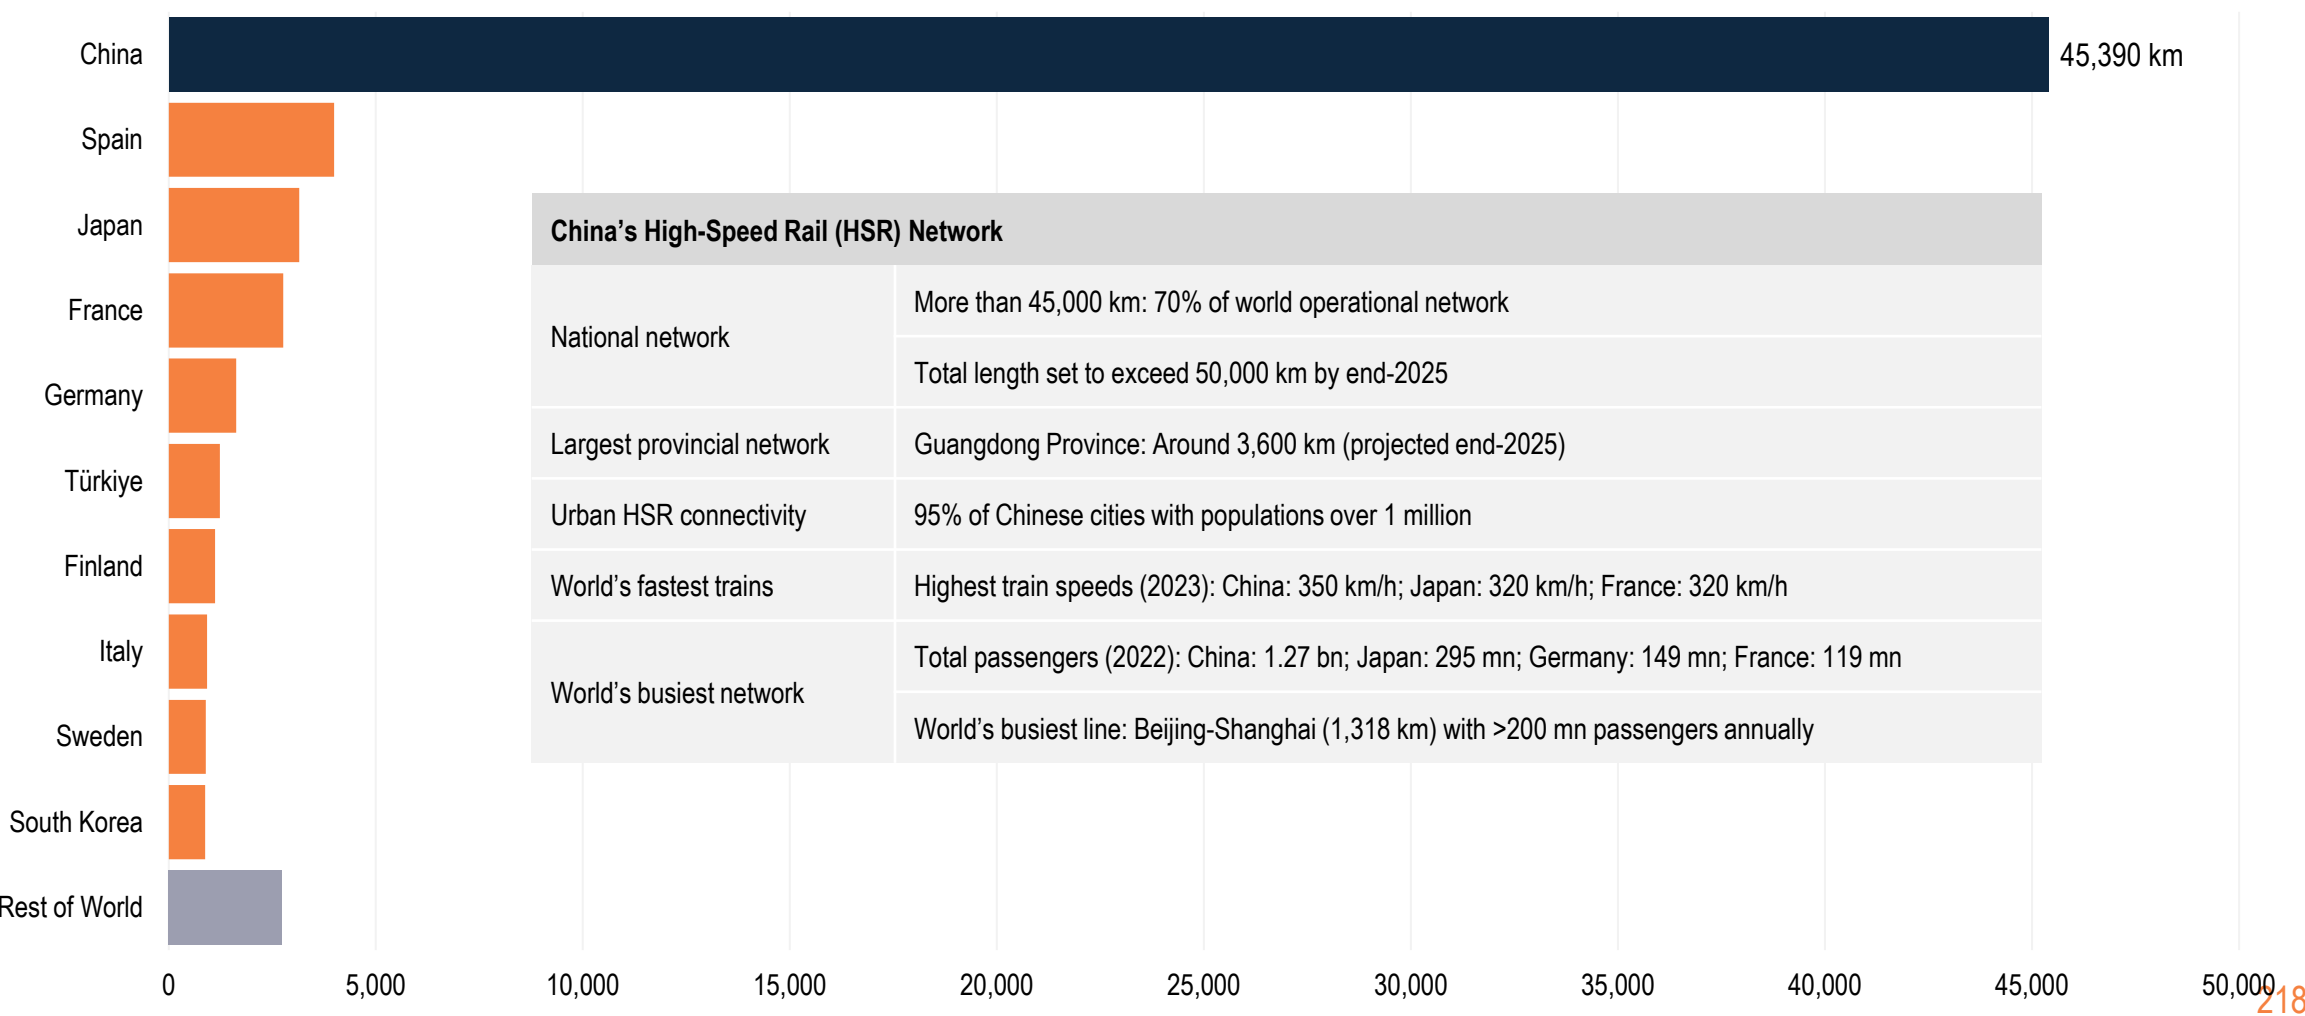 China
45,390 km
Spain
Japan
France
Germany
Türkiye
Finland
Italy
Sweden
South Korea
Rest of World
China’s High-Speed Rail (HSR) Network
National network
More than 45,000 km: 70% of world operational network
Total length set to exceed 50,000 km by end-2025
Largest provincial network
Guangdong Province: Around 3,600 km (projected end-2025)
Urban HSR connectivity
95% of Chinese cities with populations over 1 million
World’s fastest trains
Highest train speeds (2023): China: 350 km/h; Japan: 320 km/h; France: 320 km/h
World’s busiest network
Total passengers (2022): China: 1.27 bn; Japan: 295 mn; Germany: 149 mn; France: 119 mn
World’s busiest line: Beijing-Shanghai (1,318 km) with >200 mn passengers annually
0 5,000 10,000 15,000 20,000 25,000 30,000 35,000 40,000 45,000 50,000
218